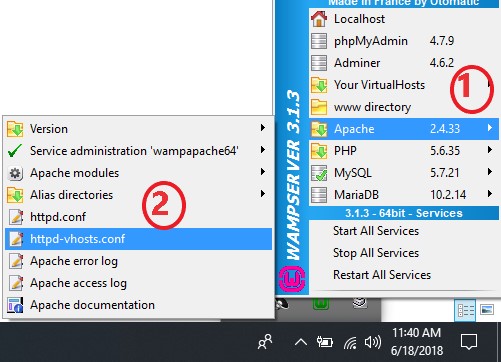 Made in France by Otomatic
Localhost
phpMyAdmin 4.7.9
Adminer 4.6.2
Your VirtualHosts
www directory
Apache 2.4.33
PHP 5.6.35
MySQL 5.7.21
MariaDB 10.2.14
3.1.3 - 64bit - Services
Start All Services
Stop All Services
Restart All Services
WAMPSERVER 3.1.3
1
Version
Service administration 'wampapache64'
Apache modules
Alias directories
httpd.conf
httpd-vhosts.conf
Apache error log
Apache access log
Apache documentation
2
11:40 AM
6/18/2018